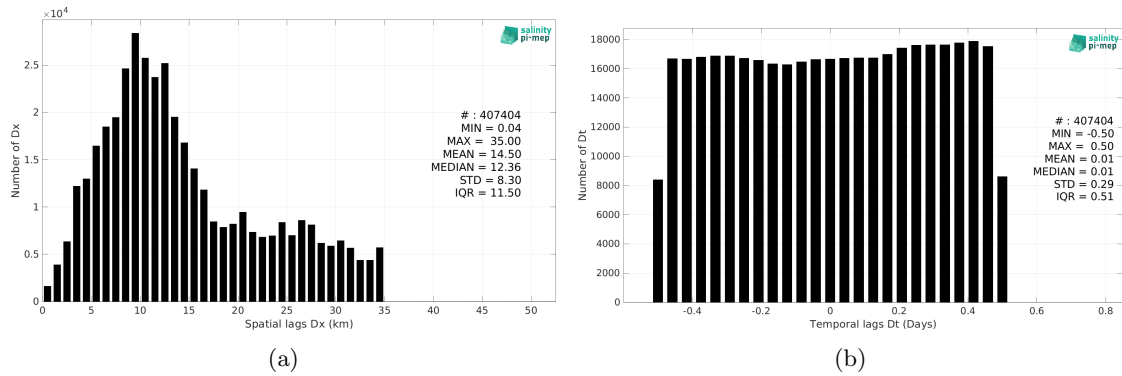 ×10⁴
2.5
2
1.5
1
0.5
0
Number of Dx
0 5 10 15 20 25 30 35 40 45 50
Spatial lags Dx (km)
salinity
pi-mep
# : 407404
MIN = 0.04
MAX = 35.00
MEAN = 14.50
MEDIAN = 12.36
STD = 8.30
IQR = 11.50
(a)
18000
16000
14000
12000
10000
8000
6000
4000
2000
0
Number of Dt
-0.4 -0.2 0 0.2 0.4 0.6 0.8
Temporal lags Dt (Days)
salinity
pi-mep
# : 407404
MIN = -0.50
MAX = 0.50
MEAN = 0.01
MEDIAN = 0.01
STD = 0.29
IQR = 0.51
(b)